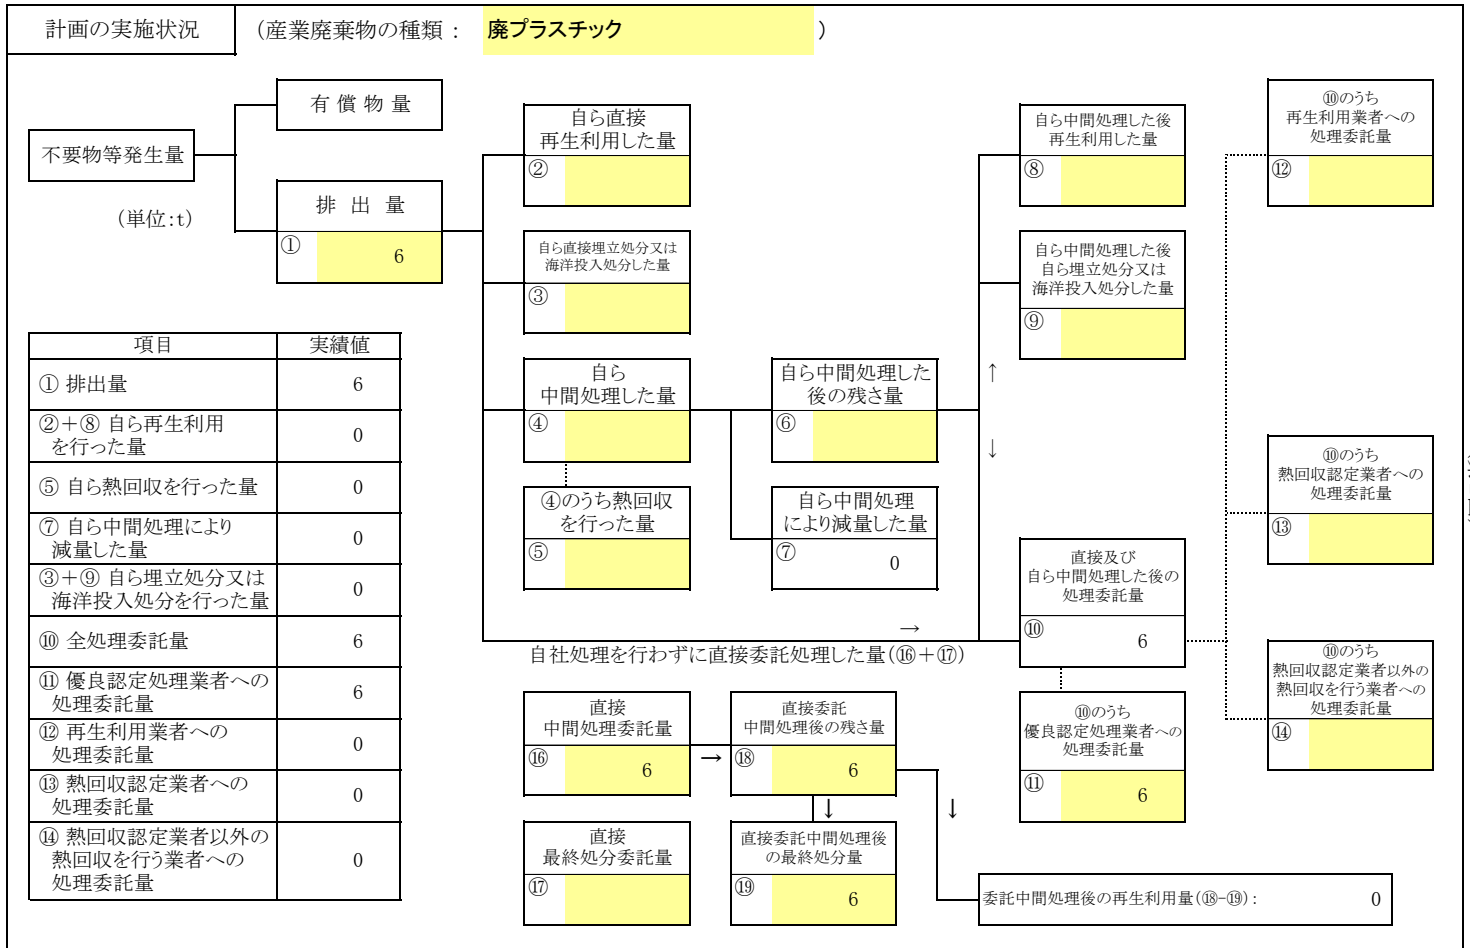 計画の実施状況
(産業廃棄物の種類： 廃プラスチック )
不要物等発生量
(単位:t)
有 償 物 量
排 出 量
① 6
自ら直接
再生利用した量
②
自ら直接埋立処分又は
海洋投入処分した量
③
自ら
中間処理した量
④
④のうち熱回収
を行った量
⑤
自ら中間処理した
後の残さ量
⑥
自ら中間処理
により減量した量
⑦ 0
自ら中間処理した後
再生利用した量
⑧
自ら中間処理した後
自ら埋立処分又は
海洋投入処分した量
⑨
↑
↓
直接及び
自ら中間処理した後の
処理委託量
⑩ 6
→
自社処理を行わずに直接委託処理した量(⑯＋⑰)
⑩のうち
優良認定処理業者への
処理委託量
⑪ 6
⑩のうち
再生利用業者への
処理委託量
⑫
⑩のうち
熱回収認定業者への
処理委託量
⑬
⑩のうち
熱回収認定業者以外の
熱回収を行う業者への
処理委託量
⑭
直接
中間処理委託量
⑯ 6
→
直接委託
中間処理後の残さ量
⑱ 6
↓
↓
直接
最終処分委託量
⑰
直接委託中間処理後
の最終処分量
⑲ 6
委託中間処理後の再生利用量(⑱-⑲)： 0
項目 実績値
① 排出量 6
②＋⑧ 自ら再生利用
を行った量 0
⑤ 自ら熱回収を行った量 0
⑦ 自ら中間処理により
減量した量 0
③＋⑨ 自ら埋立処分又は
海洋投入処分を行った量 0
⑩ 全処理委託量 6
⑪ 優良認定処理業者への
処理委託量 6
⑫ 再生利用業者への
処理委託量 0
⑬ 熱回収認定業者への
処理委託量 0
⑭ 熱回収認定業者以外の
熱回収を行う業者への
処理委託量 0